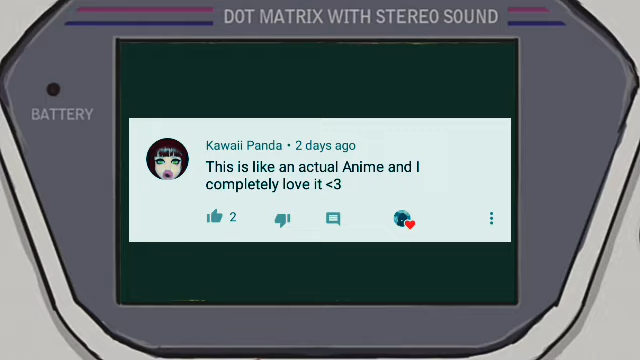 DOT MATRIX WITH STEREO SOUND
BATTERY
Kawaii Panda • 2 days ago
This is like an actual Anime and I
completely love it <3
2